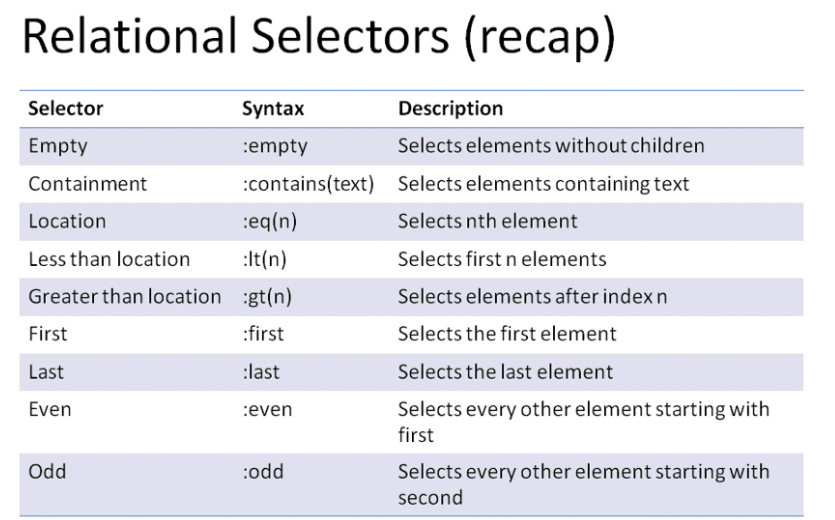 Relational Selectors (recap)
Selector Syntax Description
Empty :empty Selects elements without children
Containment :contains(text) Selects elements containing text
Location :eq(n) Selects nth element
Less than location :lt(n) Selects first n elements
Greater than location :gt(n) Selects elements after index n
First :first Selects the first element
Last :last Selects the last element
Even :even Selects every other element starting with
first
Odd :odd Selects every other element starting with
second